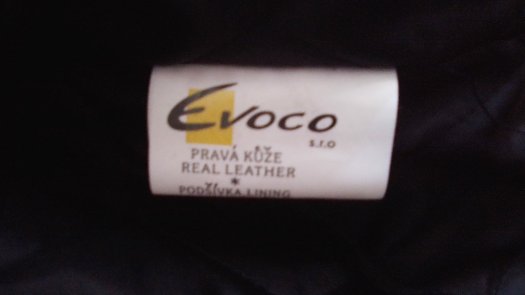 Evoco
s.r.o
PRAVÁ KŮŽE
REAL LEATHER
*
PODŠÍVKA-LINING